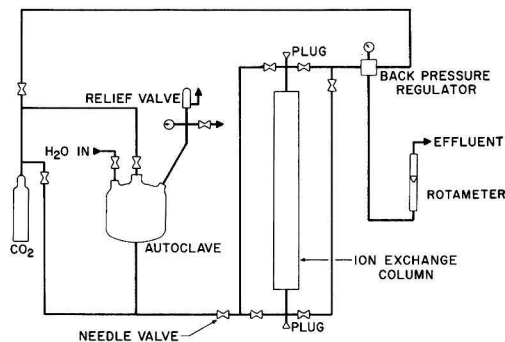 PLUG
RELIEF VALVE
BACK PRESSURE
REGULATOR
H₂O IN
EFFLUENT
ROTAMETER
CO₂
AUTOCLAVE
ION EXCHANGE
COLUMN
NEEDLE VALVE
PLUG